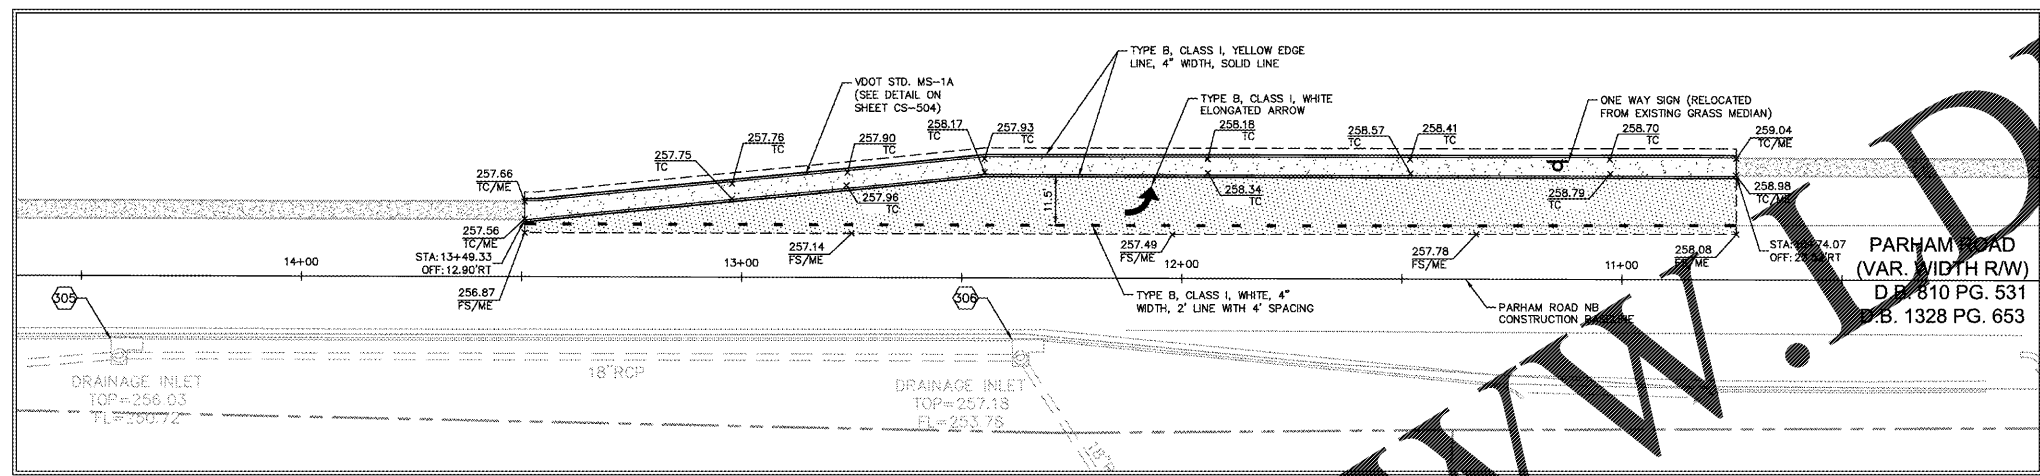 TYPE B, CLASS I, YELLOW EDGE
LINE, 4" WIDTH, SOLID LINE
VDOT STD. MS-1A
(SEE DETAIL ON
SHEET CS-504)
TYPE B, CLASS I, WHITE
ELONGATED ARROW
ONE WAY SIGN (RELOCATED
FROM EXISTING GRASS MEDIAN)
257.76
TC
257.90
TC
258.17
TC
257.93
TC
258.18
TC
258.57
TC
258.41
TC
258.70
TC
259.04
TC/ME
257.75
TC
257.66
TC/ME
257.96
TC
11.5'
258.34
TC
258.79
TC
258.98
TC/ME
257.56
TC/ME
STA: 13+49.33
OFF: 12.90'RT
257.14
FS/ME
257.49
FS/ME
257.78
FS/ME
258.08
FS/ME
PARHAM ROAD
(VAR. WIDTH R/W)
D.B. 810 PG. 531
D.B. 1328 PG. 653
14+00
13+00
12+00
11+00
256.87
FS/ME
305
306
TYPE B, CLASS I, WHITE, 4"
WIDTH, 2' LINE WITH 4' SPACING
PARHAM ROAD NB
CONSTRUCTION BASELINE
18"RCP
DRAINAGE INLET
TOP=256.03
DRAINAGE INLET
TOP=257.18
FL=253.78
WW.LD